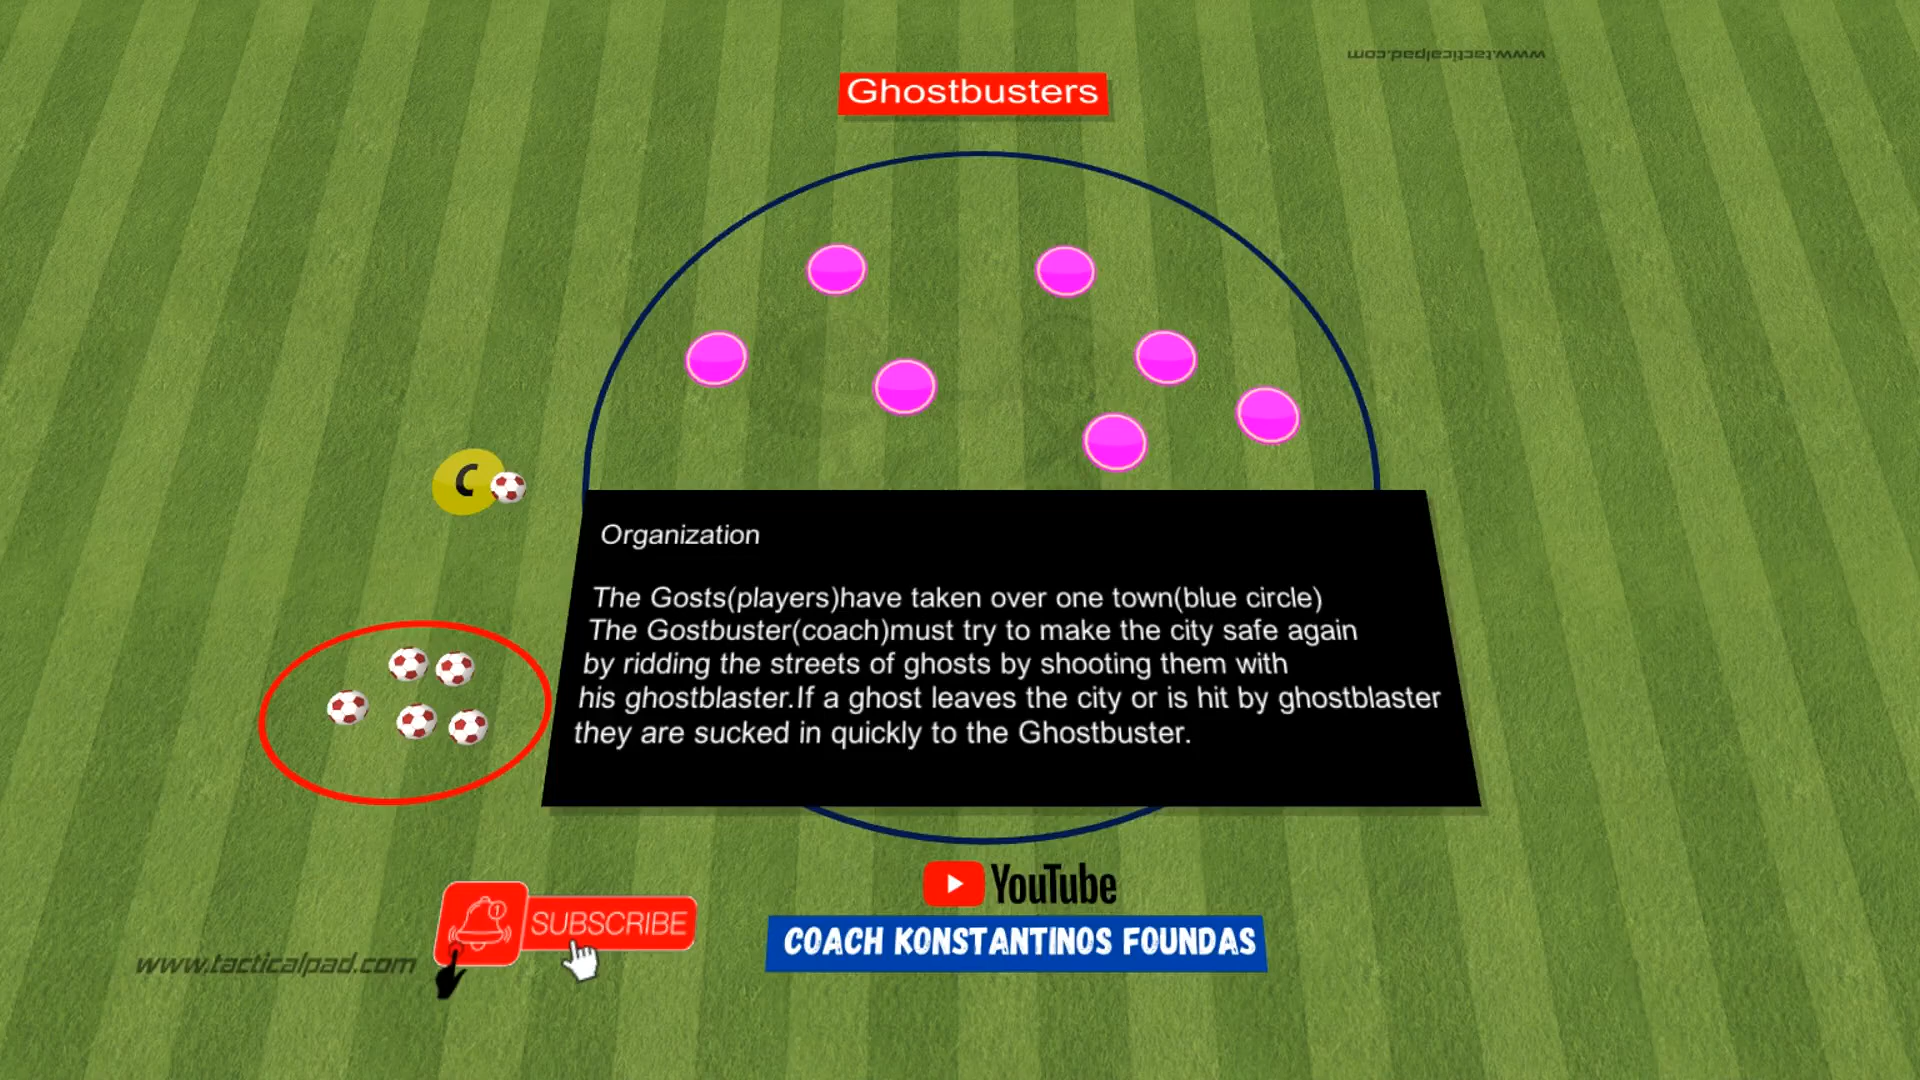 www.tacticalpad.com
Ghostbusters
C
Organization
The Gosts(players)have taken over one town(blue circle)
The Gostbuster(coach)must try to make the city safe again
by ridding the streets of ghosts by shooting them with
his ghostblaster.If a ghost leaves the city or is hit by ghostblaster
they are sucked in quickly to the Ghostbuster.
YouTube
1
SUBSCRIBE
COACH KONSTANTINOS FOUNDAS
www.tacticalpad.com